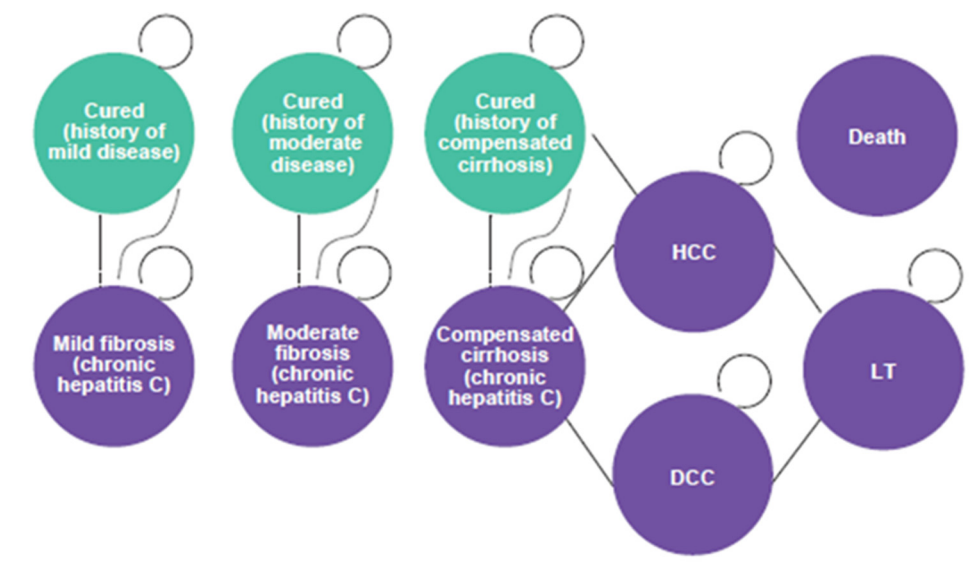 Cured
(history of
mild disease)
Cured
(history of
moderate
disease)
Cured
(history of
compensated
cirrhosis)
Death
HCC
Mild fibrosis
(chronic
hepatitis C)
Moderate
fibrosis
(chronic
hepatitis C)
Compensated
cirrhosis
(chronic
hepatitis C)
LT
DCC